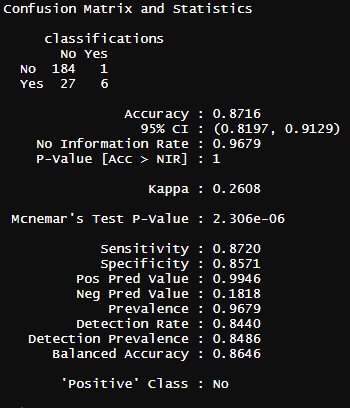 Confusion Matrix and Statistics
classifications
No Yes
No 184 1
Yes 27 6
Accuracy : 0.8716
95% CI : (0.8197, 0.9129)
No Information Rate : 0.9679
P-Value [Acc > NIR] : 1
Kappa : 0.2608
Mcnemar's Test P-Value : 2.306e-06
Sensitivity : 0.8720
Specificity : 0.8571
Pos Pred Value : 0.9946
Neg Pred Value : 0.1818
Prevalence : 0.9679
Detection Rate : 0.8440
Detection Prevalence : 0.8486
Balanced Accuracy : 0.8646
'Positive' Class : No